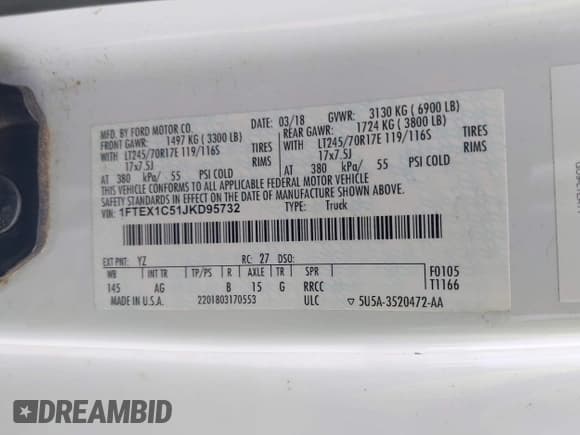 MFD. BY FORD MOTOR CO.
DATE: 03/18 GVWR: 3130 KG ( 6900 LB)
FRONT GAWR: 1497 KG ( 3300 LB) REAR GAWR: 1724 KG ( 3800 LB)
WITH LT245/70R17E 119/116S TIRES WITH LT245/70R17E 119/116S TIRES
17x7.5J RIMS 17x7.5J RIMS
AT 380 kPa/ 55 PSI COLD AT 380 kPa/ 55 PSI COLD
THIS VEHICLE CONFORMS TO ALL APPLICABLE FEDERAL MOTOR VEHICLE
SAFETY STANDARDS IN EFFECT ON THE DATE OF MANUFACTURE SHOWN ABOVE.
VIN: 1FTEX1C51JKD95732 TYPE: Truck
EXT PNT: YZ RC: 27 DSO:
WB INT TR TP/PS R AXLE TR SPR F0105
145 AG B 15 G RRCC T1166
MADE IN U.S.A. 2201803170553 ULC ▽ 5U5A-3520472-AA
DREAMBID